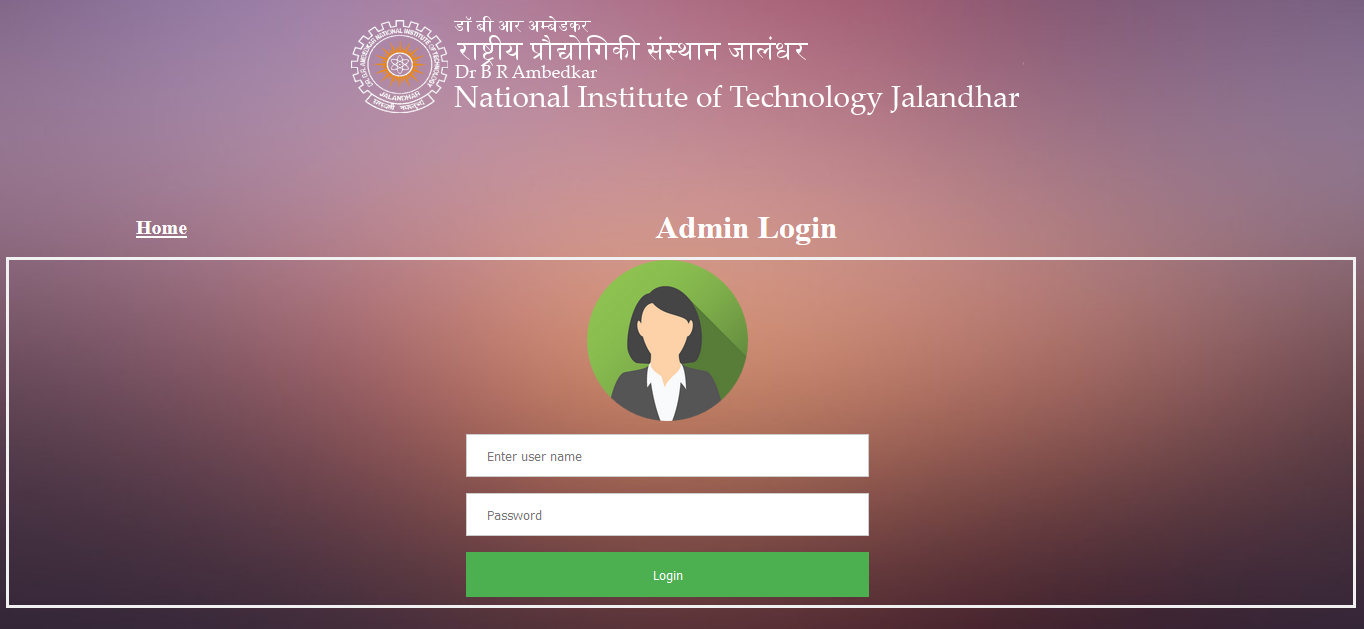 डॉ बी आर अम्बेडकर
राष्ट्रीय प्रौद्योगिकी संस्थान जालंधर
Dr B R Ambedkar
National Institute of Technology Jalandhar
JALANDHAR
Home
Admin Login
Enter user name
Password
Login